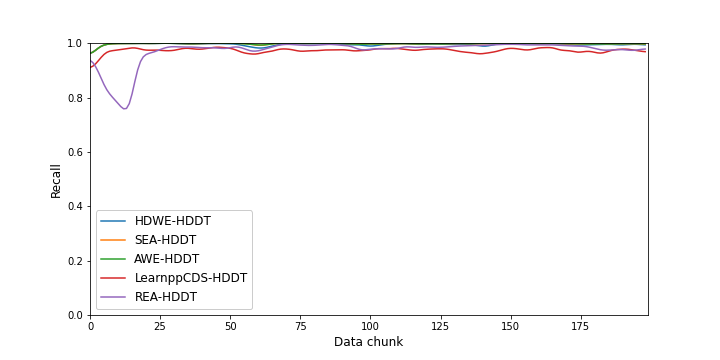 1.0
0.8
0.6
0.4
0.2
0.0
Recall
HDWE-HDDT
SEA-HDDT
AWE-HDDT
LearnppCDS-HDDT
REA-HDDT
0 25 50 75 100 125 150 175
Data chunk